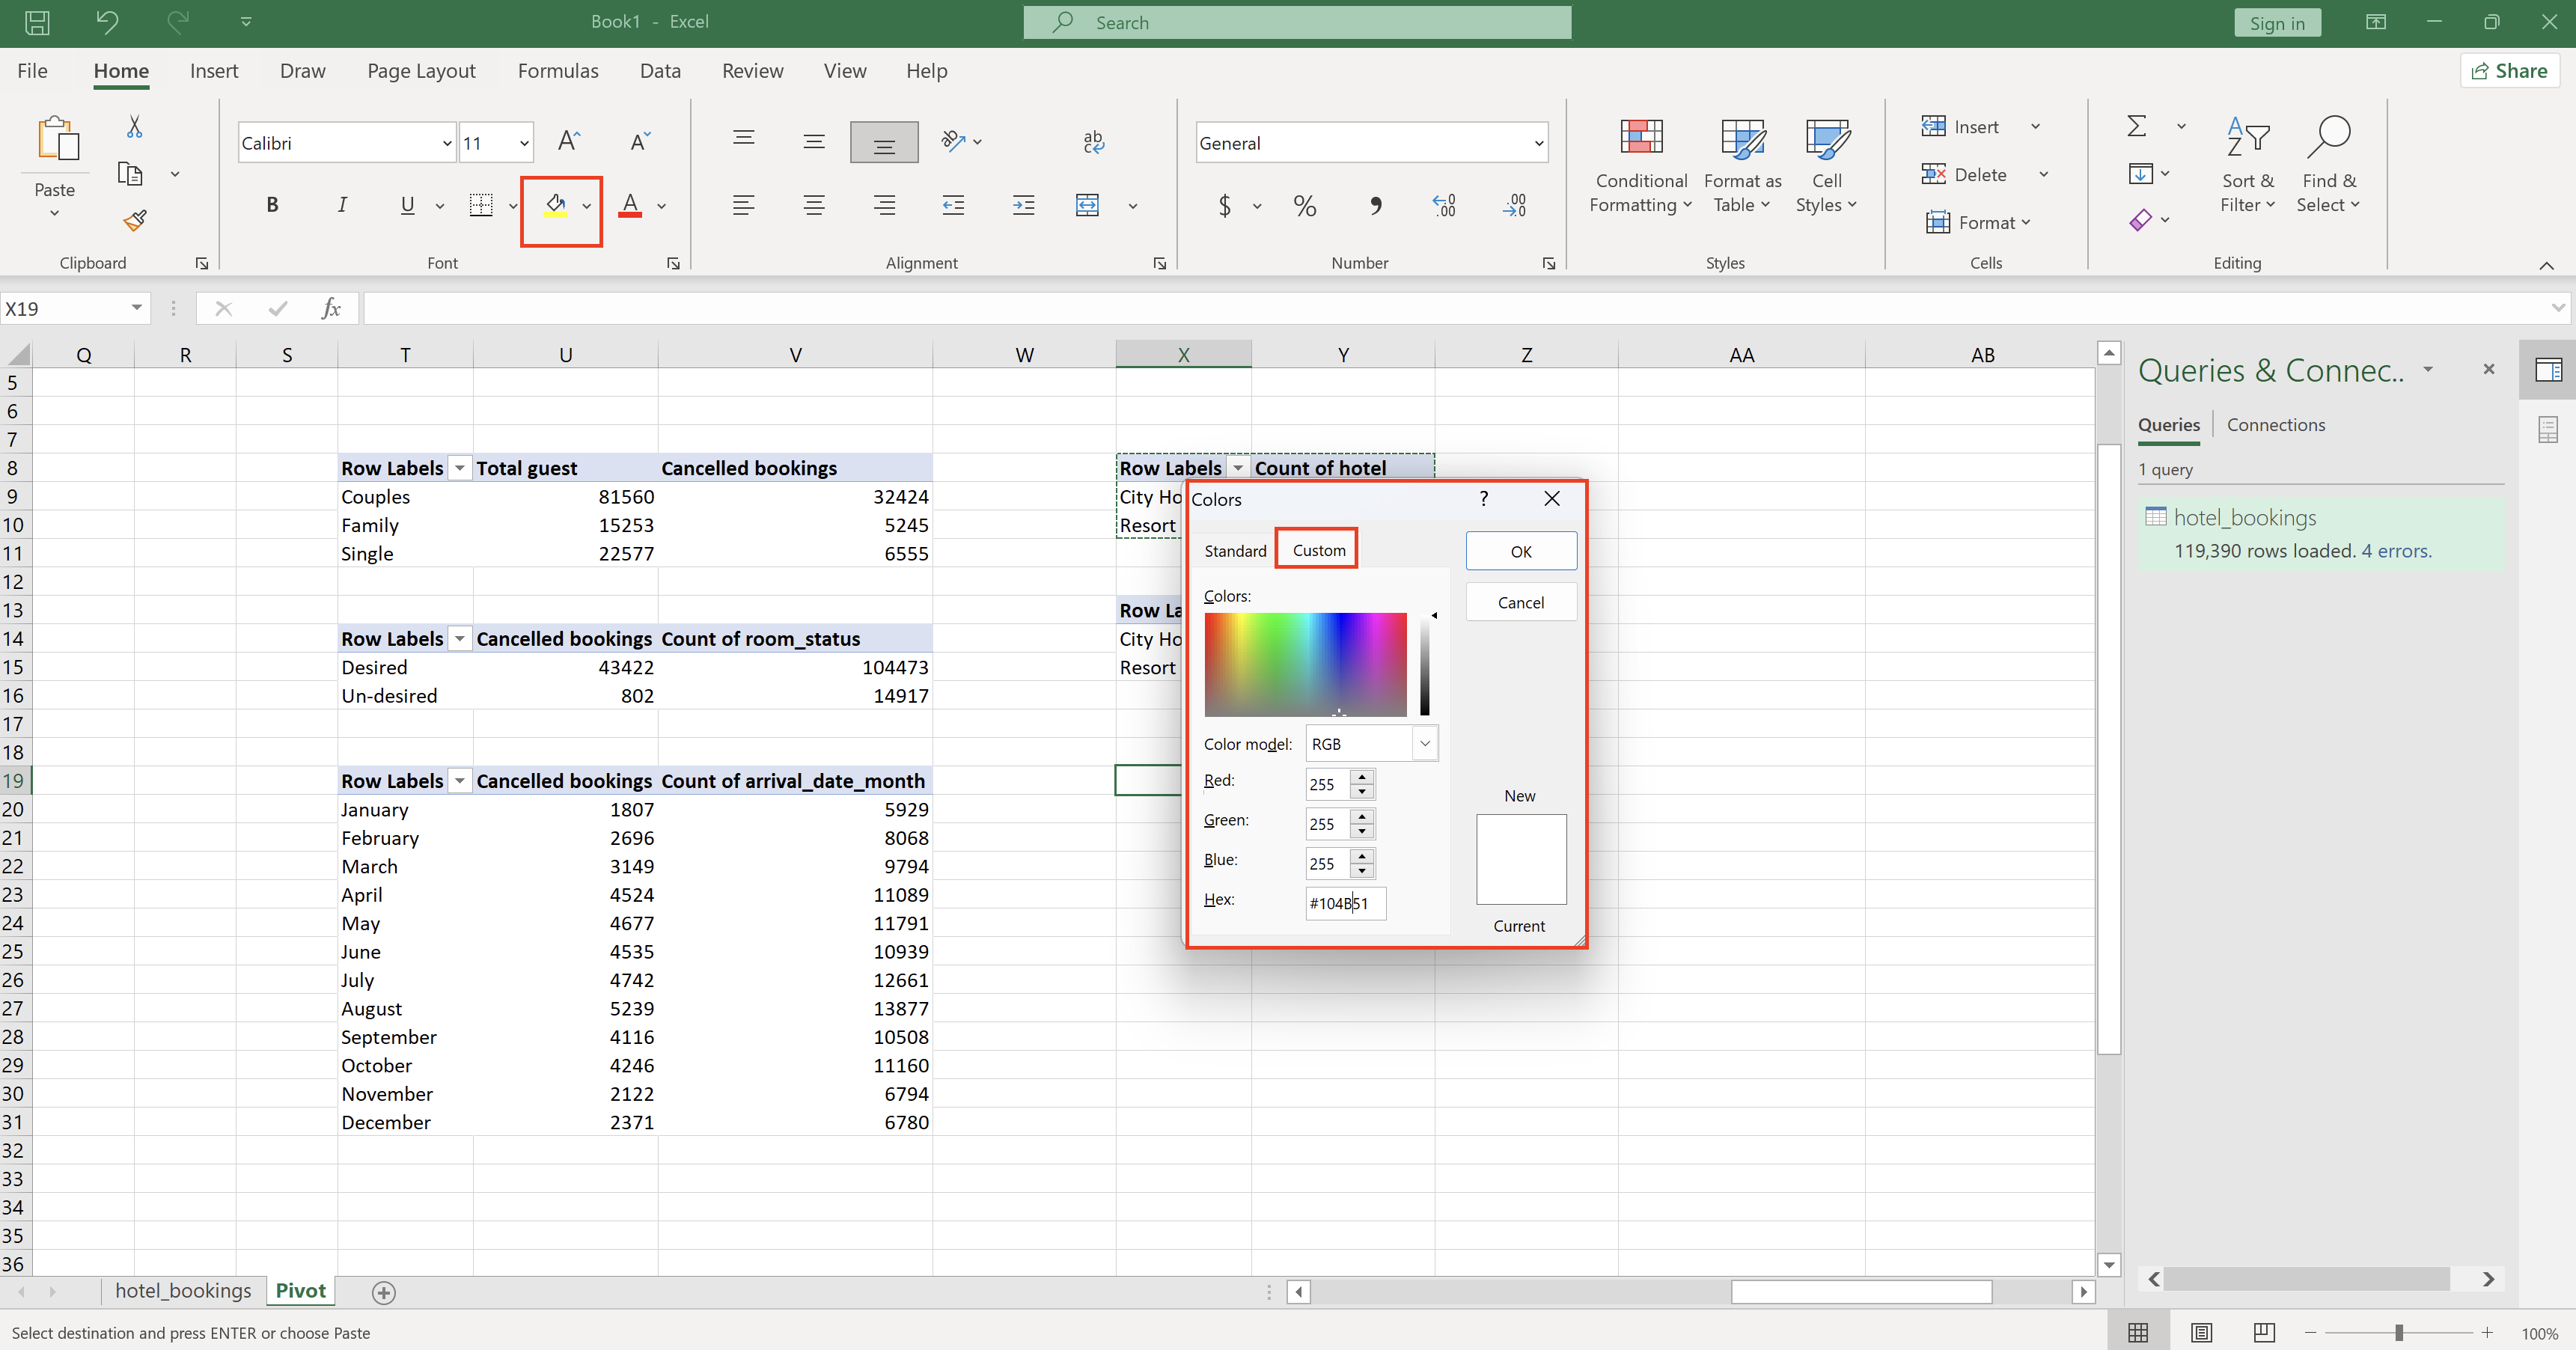 Book1 - Excel
Search
Sign in
File Home Insert Draw Page Layout Formulas Data Review View Help
Share
Paste
Clipboard
Calibri 11
B I U A
Font
ab
Alignment
General
$ % , .00 .00
Number
Conditional Formatting
Format as Table
Cell Styles
Styles
Insert
Delete
Format
Cells
Sort & Filter
Find & Select
Editing
X19
fx
Q R S T U V W X Y Z AA AB
5
6
7
8 Row Labels Total guest Cancelled bookings Row Labels Count of hotel
9 Couples 81560 32424 City Ho
10 Family 15253 5245 Resort
11 Single 22577 6555
12
13 Row La
14 Row Labels Cancelled bookings Count of room_status City Ho
15 Desired 43422 104473 Resort
16 Un-desired 802 14917
17
18
19 Row Labels Cancelled bookings Count of arrival_date_month
20 January 1807 5929
21 February 2696 8068
22 March 3149 9794
23 April 4524 11089
24 May 4677 11791
25 June 4535 10939
26 July 4742 12661
27 August 5239 13877
28 September 4116 10508
29 October 4246 11160
30 November 2122 6794
31 December 2371 6780
32
33
34
35
36
Colors ?
Standard Custom
OK
Cancel
Colors:
Color model: RGB
Red: 255
Green: 255
Blue: 255
Hex: #104B51
New
Current
Queries & Connec..
Queries Connections
1 query
hotel_bookings
119,390 rows loaded. 4 errors.
hotel_bookings Pivot
Select destination and press ENTER or choose Paste
100%